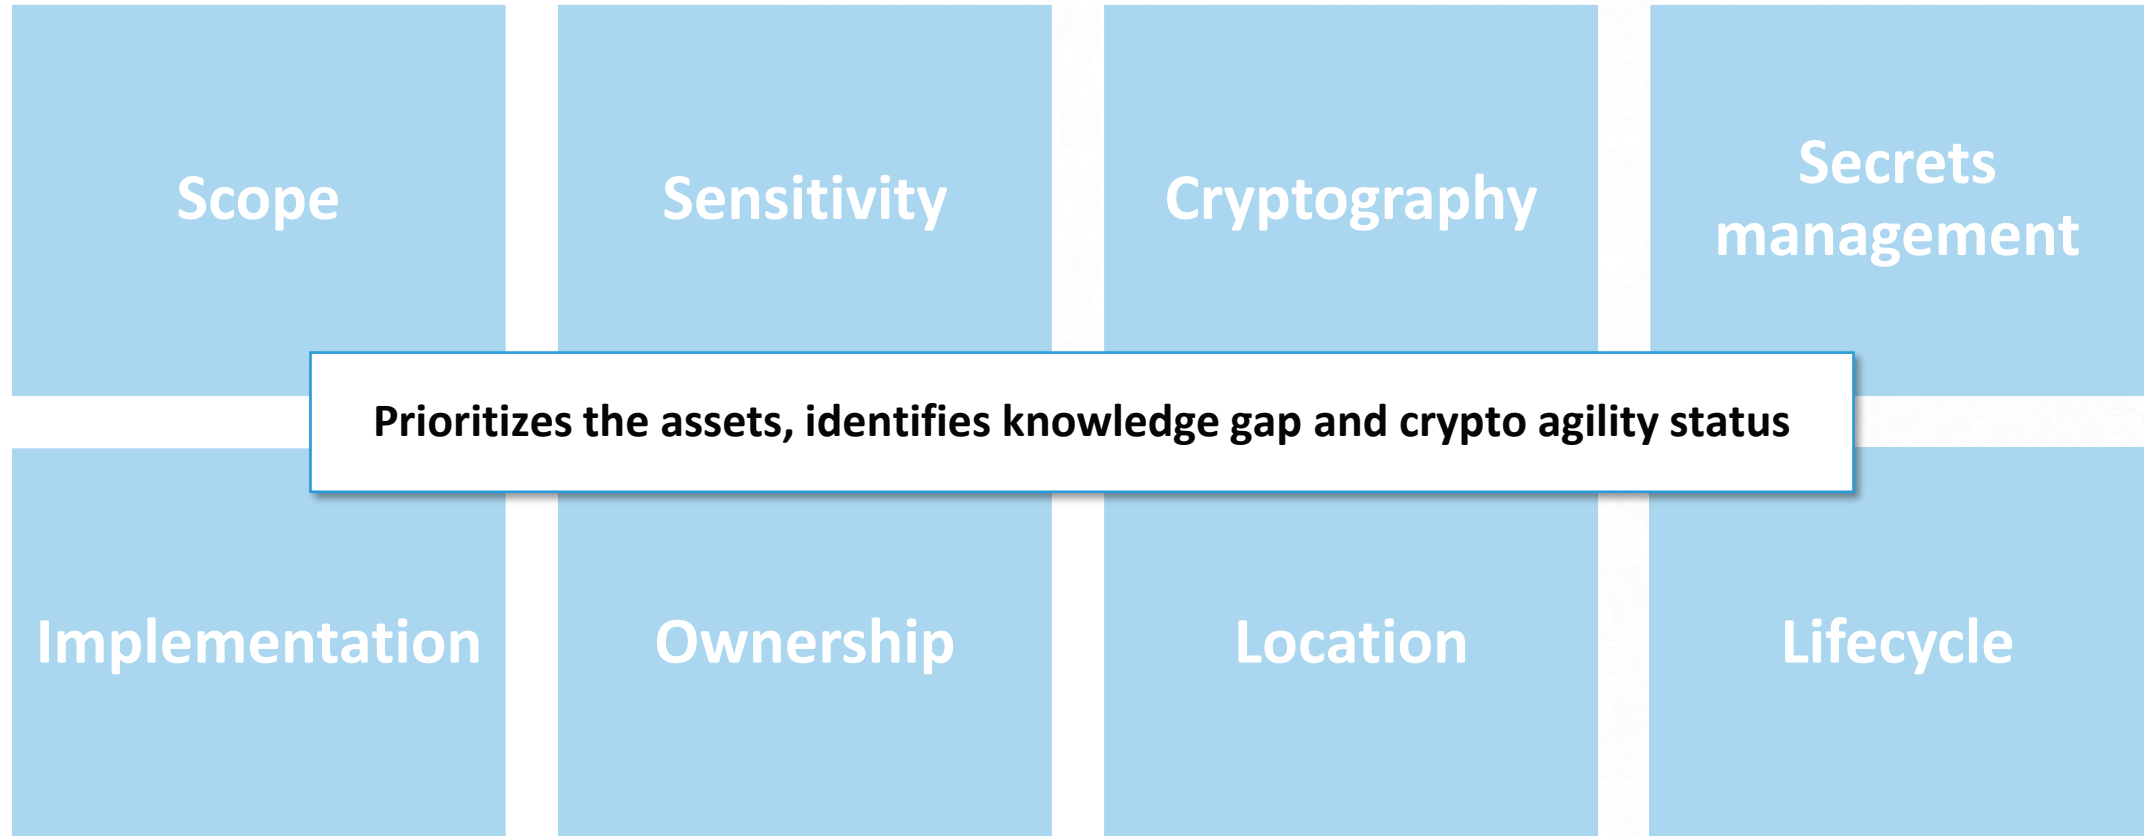 Scope
Sensitivity
Cryptography
Secrets
management
Prioritizes the assets, identifies knowledge gap and crypto agility status
Implementation
Ownership
Location
Lifecycle